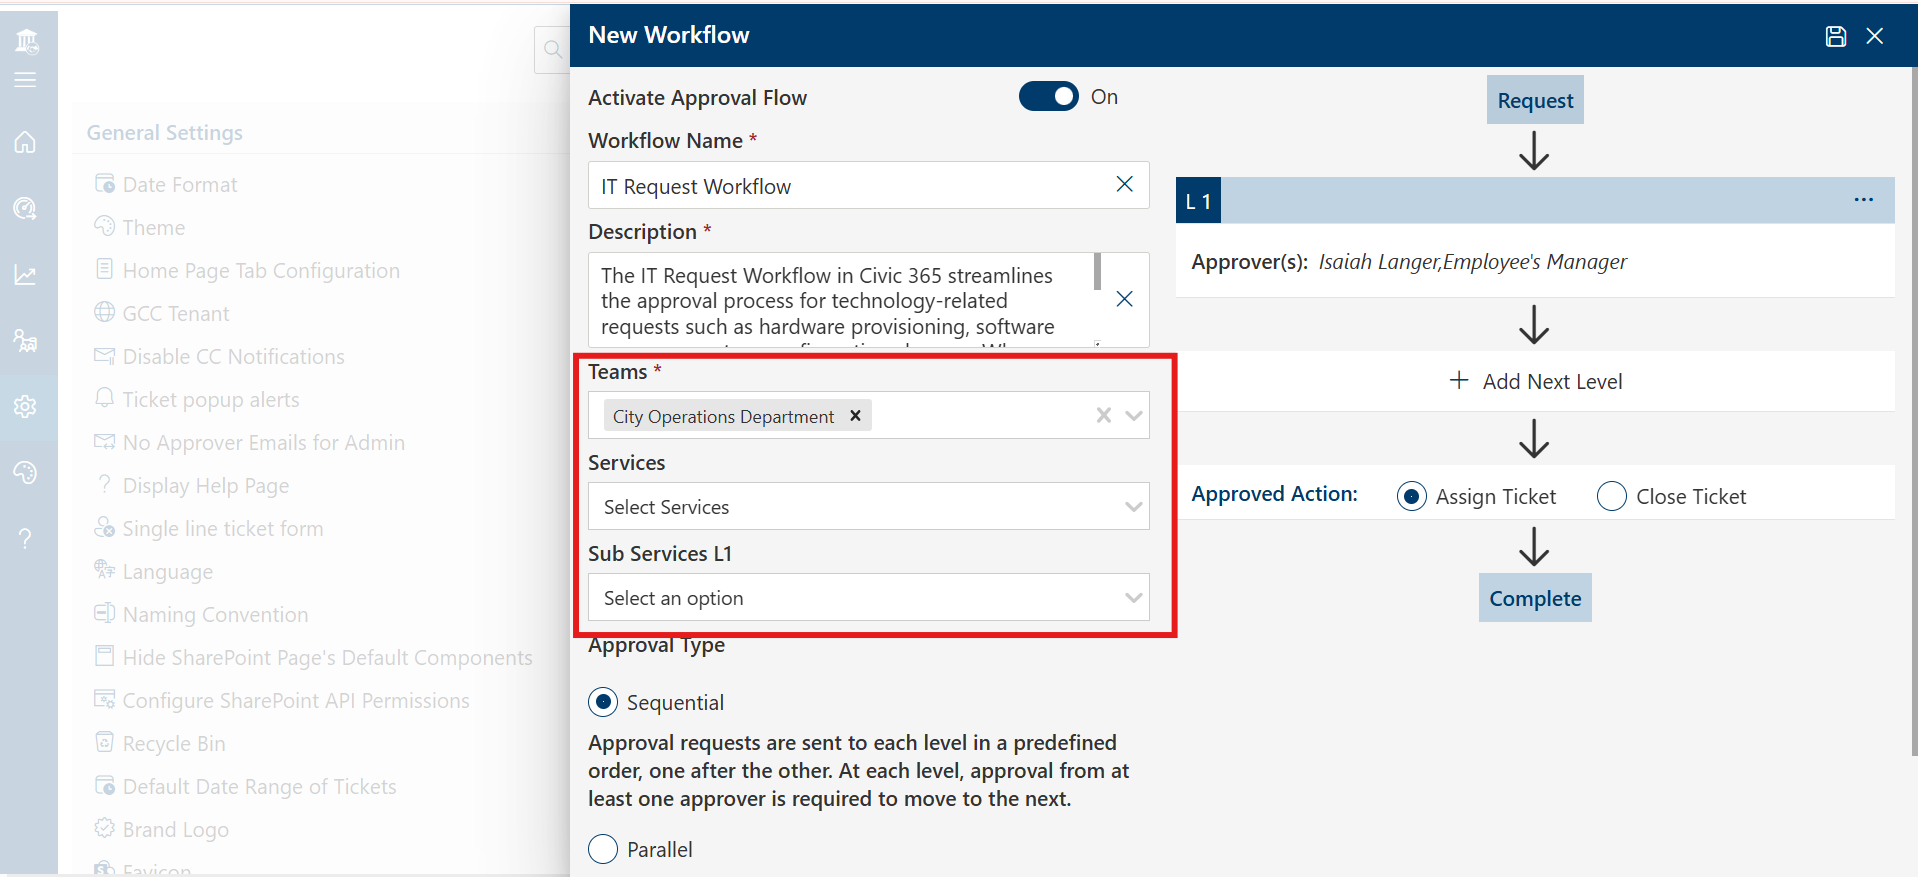 New Workflow
General Settings
Date Format
Theme
Home Page Tab Configuration
GCC Tenant
Disable CC Notifications
Ticket popup alerts
No Approver Emails for Admin
Display Help Page
Single line ticket form
Language
Naming Convention
Hide SharePoint Page's Default Components
Configure SharePoint API Permissions
Recycle Bin
Default Date Range of Tickets
Brand Logo
Favicon
Activate Approval Flow
On
Workflow Name *
IT Request Workflow
Description *
The IT Request Workflow in Civic 365 streamlines
the approval process for technology-related
requests such as hardware provisioning, software
Teams *
City Operations Department
Services
Select Services
Sub Services L1
Select an option
Approval Type
Sequential
Approval requests are sent to each level in a predefined
order, one after the other. At each level, approval from at
least one approver is required to move to the next.
Parallel
Request
L 1
Approver(s): Isaiah Langer,Employee's Manager
+ Add Next Level
Approved Action: Assign Ticket Close Ticket
Complete